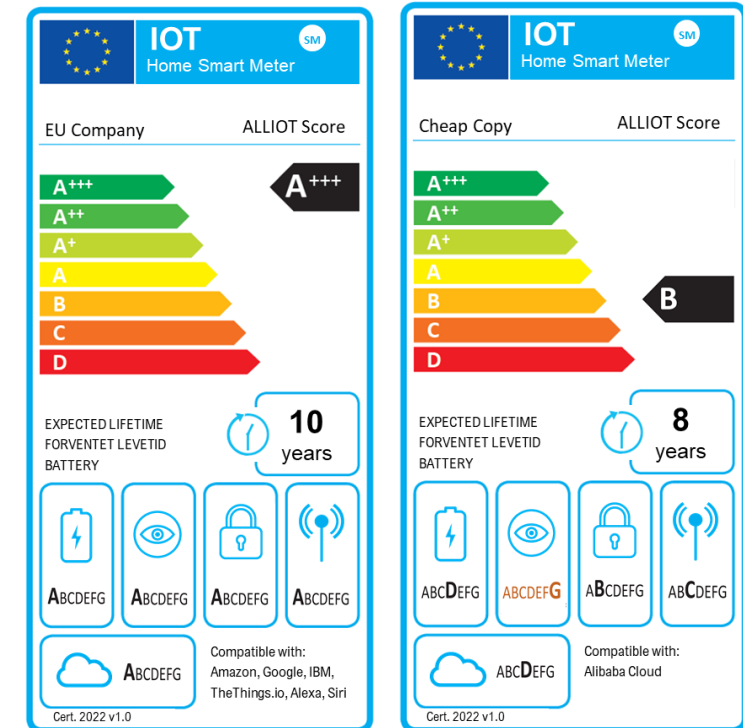 IOT
SM
Home Smart Meter
EU Company
ALLIOT Score
A+++
A+++
A++
A+
A
B
C
D
EXPECTED LIFETIME
FORVENTET LEVETID
BATTERY
10
years
ABCDEFG
ABCDEFG
ABCDEFG
ABCDEFG
ABCDEFG
Compatible with:
Amazon, Google, IBM,
TheThings.io, Alexa, Siri
Cert. 2022 v1.0
IOT
SM
Home Smart Meter
Cheap Copy
ALLIOT Score
A+++
A++
A+
A
B
B
C
D
EXPECTED LIFETIME
FORVENTET LEVETID
BATTERY
8
years
ABCDEFG
ABCDEFG
ABCDEFG
ABCDEFG
ABCDEFG
Compatible with:
Alibaba Cloud
Cert. 2022 v1.0